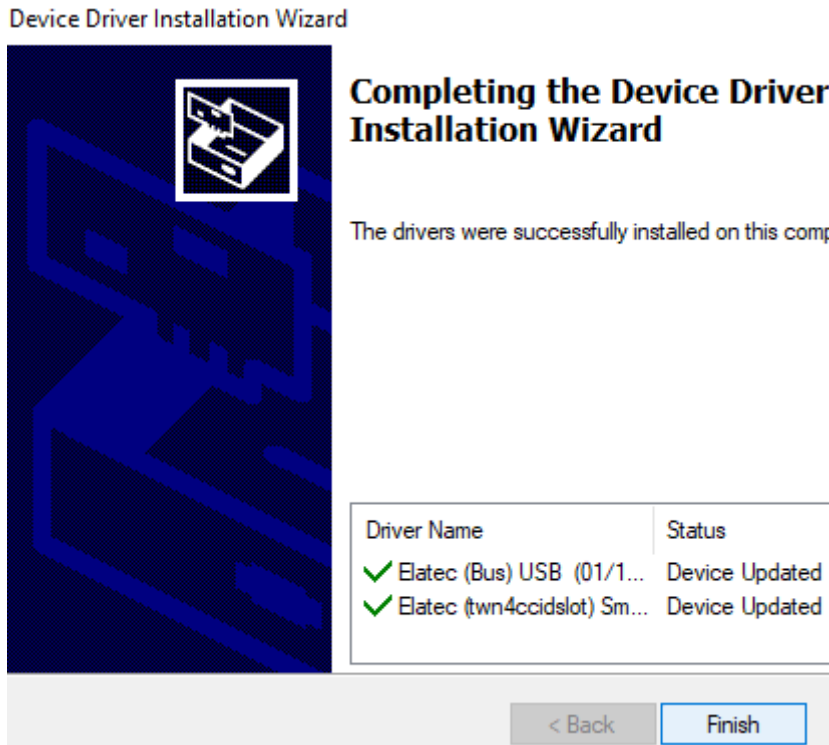 Device Driver Installation Wizard
Completing the Device Driver
Installation Wizard
The drivers were successfully installed on this comp
Driver Name Status
Elatec (Bus) USB (01/1... Device Updated
Elatec (twn4ccidslot) Sm... Device Updated
< Back Finish